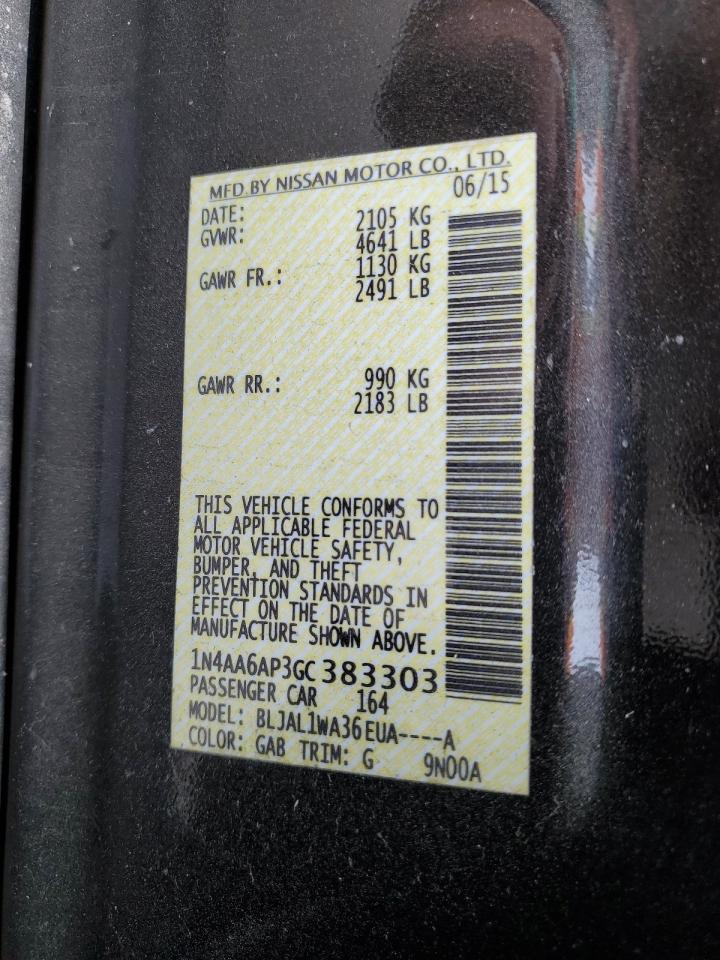 MFD.BY NISSAN MOTOR CO., LTD.
DATE: 06/15
GVWR: 2105 KG
4641 LB
GAWR FR.: 1130 KG
2491 LB
GAWR RR.: 990 KG
2183 LB
THIS VEHICLE CONFORMS TO
ALL APPLICABLE FEDERAL
MOTOR VEHICLE SAFETY,
BUMPER, AND THEFT
PREVENTION STANDARDS IN
EFFECT ON THE DATE OF
MANUFACTURE SHOWN ABOVE.
1N4AA6AP3GC383303
PASSENGER CAR 164
MODEL: BLJAL1WA36EUA----A
COLOR: GAB TRIM: G 9N00A